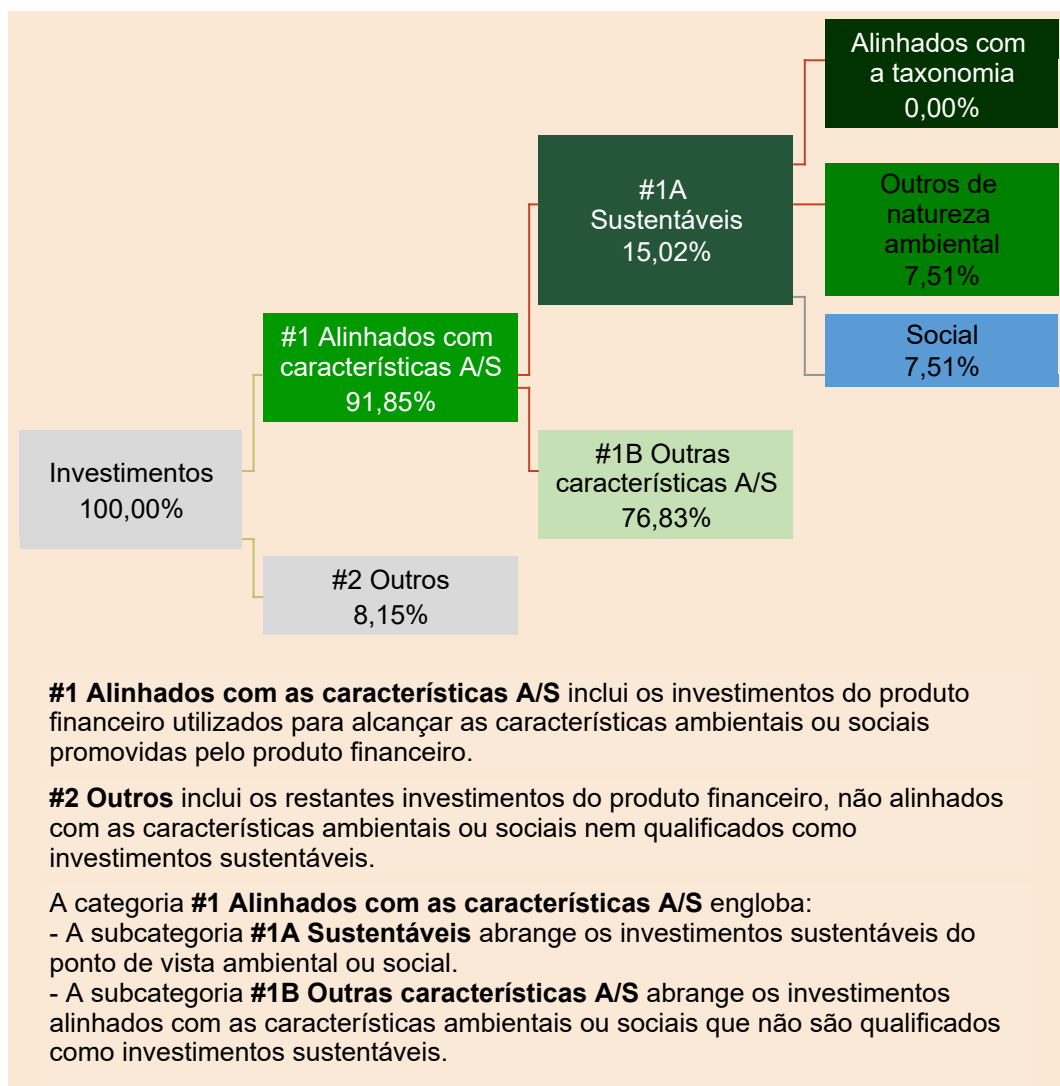 Alinhados com
a taxonomia
0,00%
#1A
Sustentáveis
15,02%
Outros de
natureza
ambiental
7,51%
#1 Alinhados com
características A/S
91,85%
Social
7,51%
Investimentos
100,00%
#1B Outras
características A/S
76,83%
#2 Outros
8,15%
#1 Alinhados com as características A/S inclui os investimentos do produto
financeiro utilizados para alcançar as características ambientais ou sociais
promovidas pelo produto financeiro.
#2 Outros inclui os restantes investimentos do produto financeiro, não alinhados
com as características ambientais ou sociais nem qualificados como
investimentos sustentáveis.
A categoria #1 Alinhados com as características A/S engloba:
- A subcategoria #1A Sustentáveis abrange os investimentos sustentáveis do
ponto de vista ambiental ou social.
- A subcategoria #1B Outras características A/S abrange os investimentos
alinhados com as características ambientais ou sociais que não são qualificados
como investimentos sustentáveis.